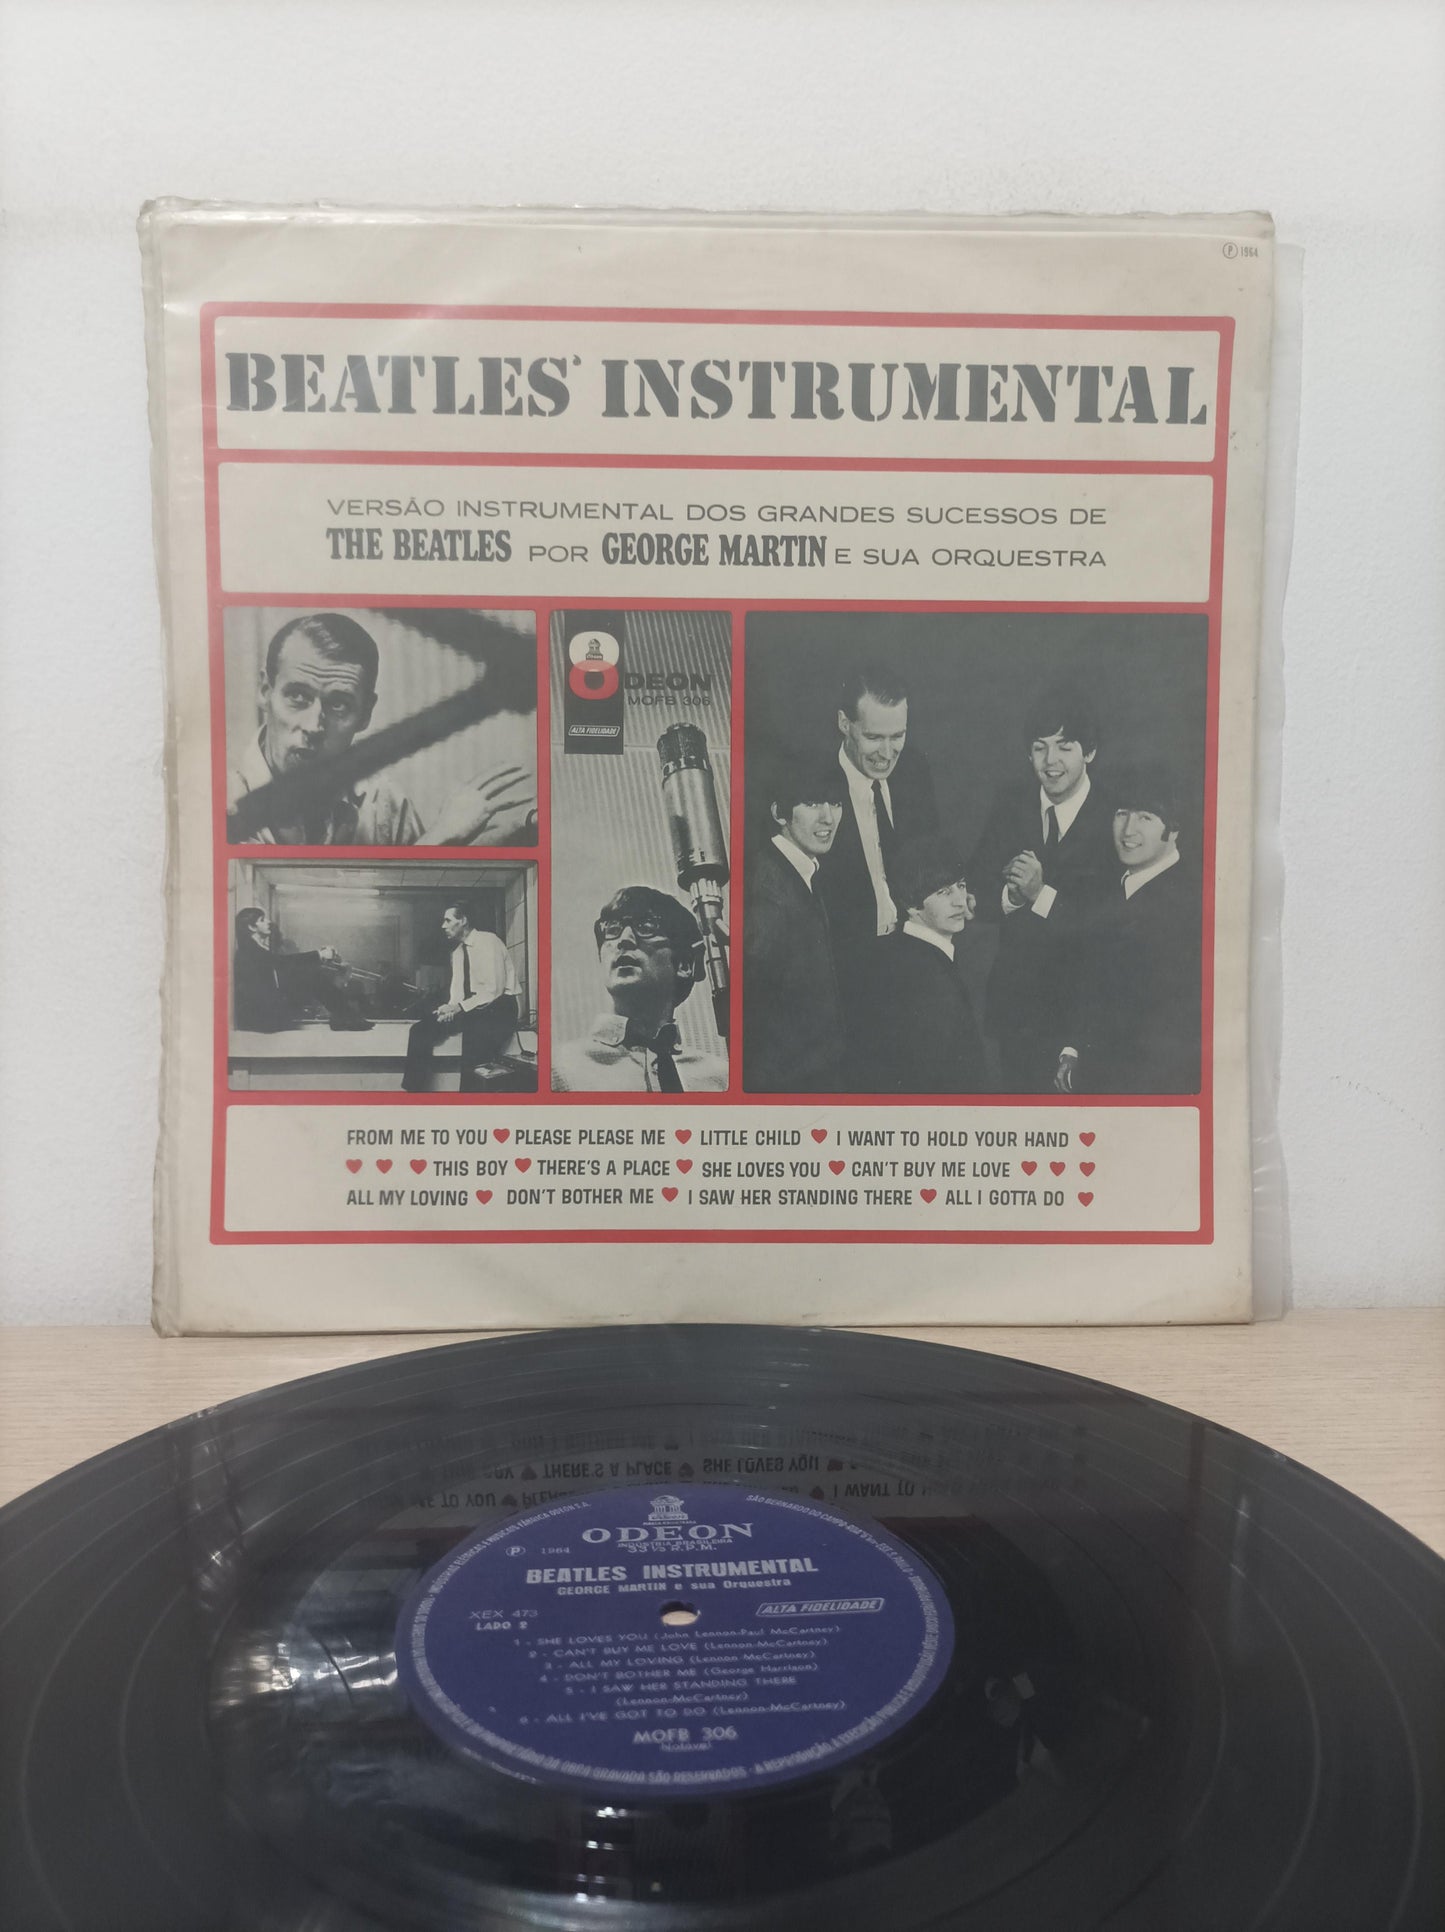 Ⓟ 1964
BEATLES' INSTRUMENTAL
VERSÃO INSTRUMENTAL DOS GRANDES SUCESSOS DE
THE BEATLES POR GEORGE MARTIN E SUA ORQUESTRA
ODEON
MOFB 306
ALTA FIDELIDADE
FROM ME TO YOU ♥ PLEASE PLEASE ME ♥ LITTLE CHILD ♥ I WANT TO HOLD YOUR HAND ♥
♥ ♥ ♥ THIS BOY ♥ THERE'S A PLACE ♥ SHE LOVES YOU ♥ CAN'T BUY ME LOVE ♥ ♥ ♥
ALL MY LOVING ♥ DON'T BOTHER ME ♥ I SAW HER STANDING THERE ♥ ALL I GOTTA DO ♥
ODEON
INDÚSTRIA BRASILEIRA
33 1/3 R.P.M.
Ⓟ 1964
BEATLES INSTRUMENTAL
GEORGE MARTIN e sua Orquestra
XEX 473
ALTA FIDELIDADE
LADO 2
1 - SHE LOVES YOU (John Lennon-Paul McCartney)
2 - CAN'T BUY ME LOVE (Lennon-McCartney)
3 - ALL MY LOVING (Lennon-McCartney)
4 - DON'T BOTHER ME (George Harrison)
5 - I SAW HER STANDING THERE
(Lennon-McCartney)
6 - ALL I'VE GOT TO DO (Lennon-McCartney)
MOFB 306